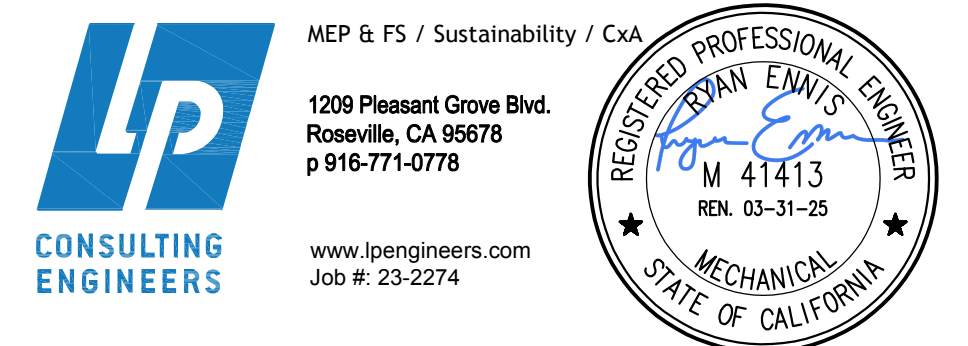 LP
CONSULTING
ENGINEERS
MEP & FS / Sustainability / CxA
1209 Pleasant Grove Blvd.
Roseville, CA 95678
p 916-771-0778
www.lpengineers.com
Job #: 23-2274
REGISTERED PROFESSIONAL ENGINEER
RYAN ENNIS
M 41413
REN. 03-31-25
MECHANICAL
STATE OF CALIFORNIA